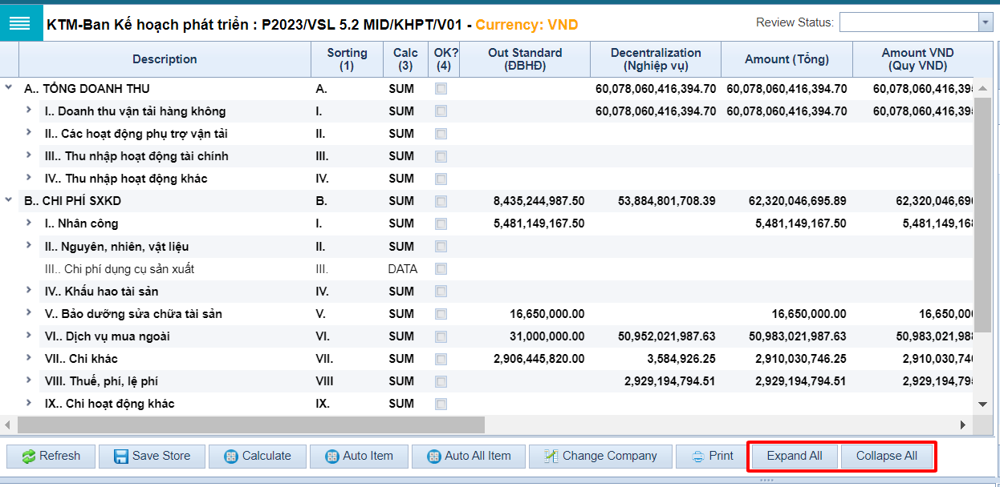 KTM-Ban Kế hoạch phát triển : P2023/VSL 5.2 MID/KHPT/V01 - Currency: VND Review Status:
Description Sorting (1) Calc (3) OK? (4) Out Standard (ĐBHĐ) Decentralization (Nghiệp vụ) Amount (Tổng) Amount VND (Quy VND)
A.. TỔNG DOANH THU A. SUM 60,078,060,416,394.70 60,078,060,416,394.70 60,078,060,416,39
I.. Doanh thu vận tải hàng không I. SUM 60,078,060,416,394.70 60,078,060,416,394.70 60,078,060,416,39
II.. Các hoạt động phụ trợ vận tải II. SUM
III.. Thu nhập hoạt động tài chính III. SUM
IV.. Thu nhập hoạt động khác IV. SUM
B.. CHI PHÍ SXKD B. SUM 8,435,244,987.50 53,884,801,708.39 62,320,046,695.89 62,320,046,69
I.. Nhân công I. SUM 5,481,149,167.50 5,481,149,167.50 5,481,149,16
II.. Nguyên, nhiên, vật liệu II. SUM
III.. Chi phí dụng cụ sản xuất III. DATA
IV.. Khấu hao tài sản IV. SUM
V.. Bảo dưỡng sửa chữa tài sản V. SUM 16,650,000.00 16,650,000.00 16,650,00
VI.. Dịch vụ mua ngoài VI. SUM 31,000,000.00 50,952,021,987.63 50,983,021,987.63 50,983,021,98
VII.. Chi khác VII. SUM 2,906,445,820.00 3,584,926.25 2,910,030,746.25 2,910,030,74
VIII. Thuế, phí, lệ phí VIII SUM 2,929,194,794.51 2,929,194,794.51 2,929,194,79
IX.. Chi hoạt động khác IX. SUM
Refresh Save Store Calculate Auto Item Auto All Item Change Company Print Expand All Collapse All